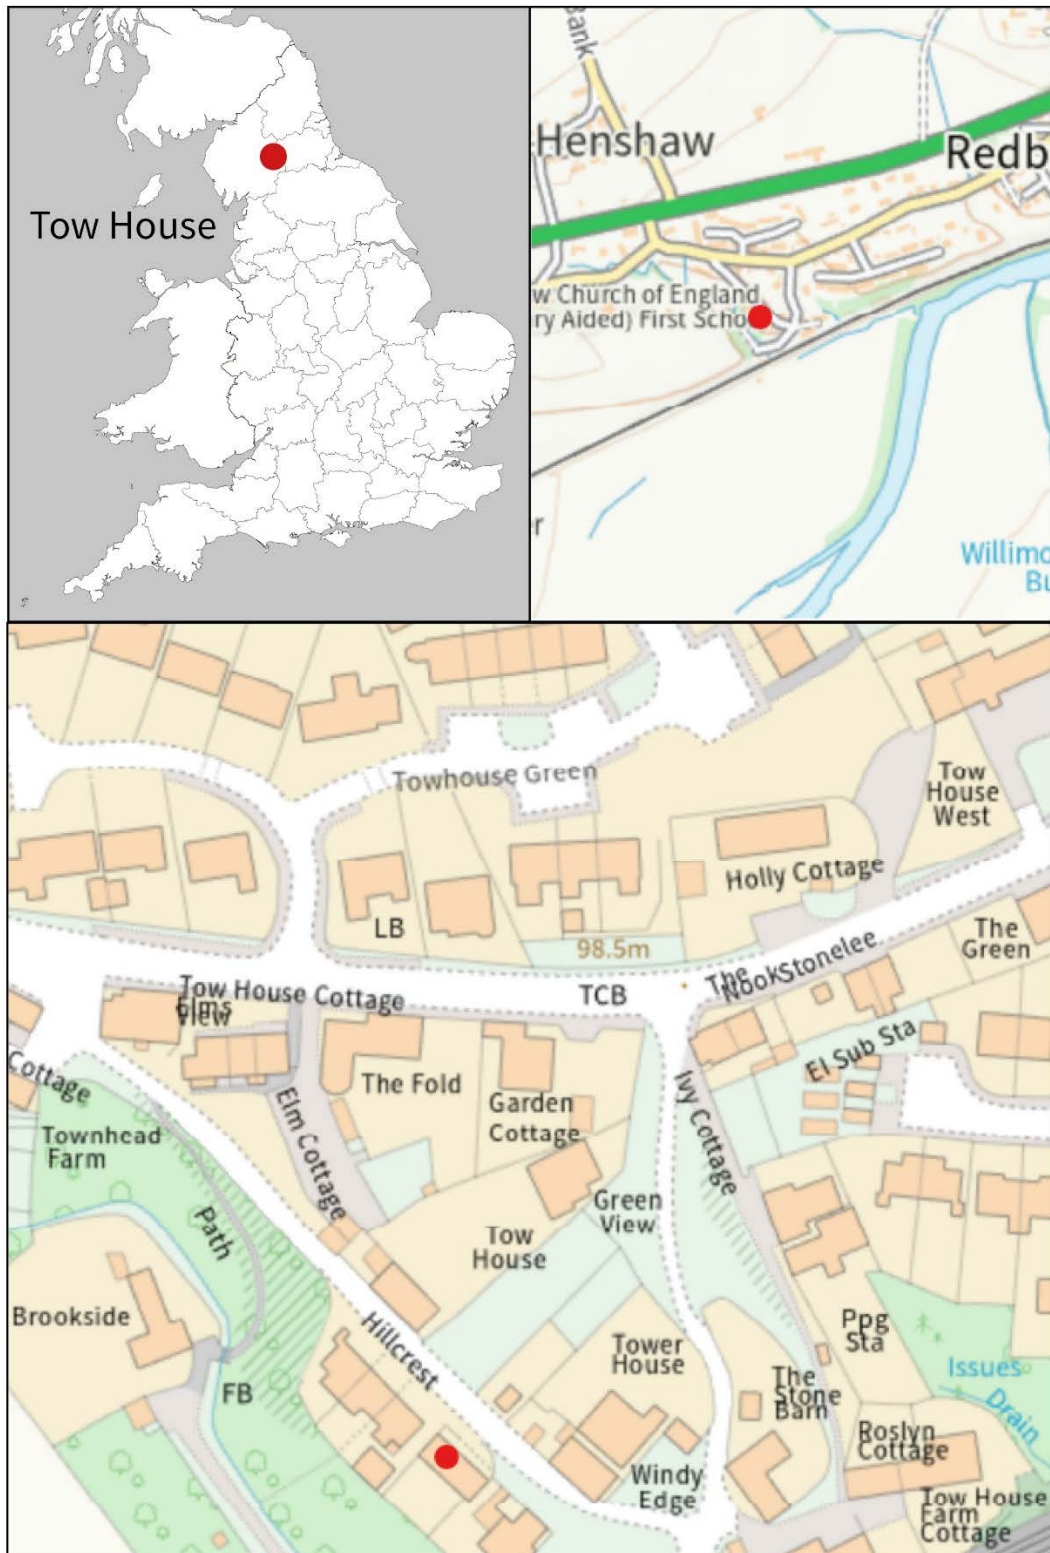 Tow House
Bank
Henshaw
Redb
w Church of England
ry Aided) First Scho
er
Willimo
Bu
Towhouse Green
Tow
House
West
Holly Cottage
LB
98.5m
The
Green
The
Nook
Stonelee
Tow House Cottage
TCB
Elms
View
El Sub Sta
Cottage
The Fold
Ivy Cottage
Elm Cottage
Garden
Cottage
Townhead
Farm
Green
View
Path
Tow
House
Brookside
Hillcrest
Ppg
Sta
Tower
House
Issues
The
Stone
Barn
Drain
FB
Roslyn
Cottage
Windy
Edge
Tow House
Farm
Cottage